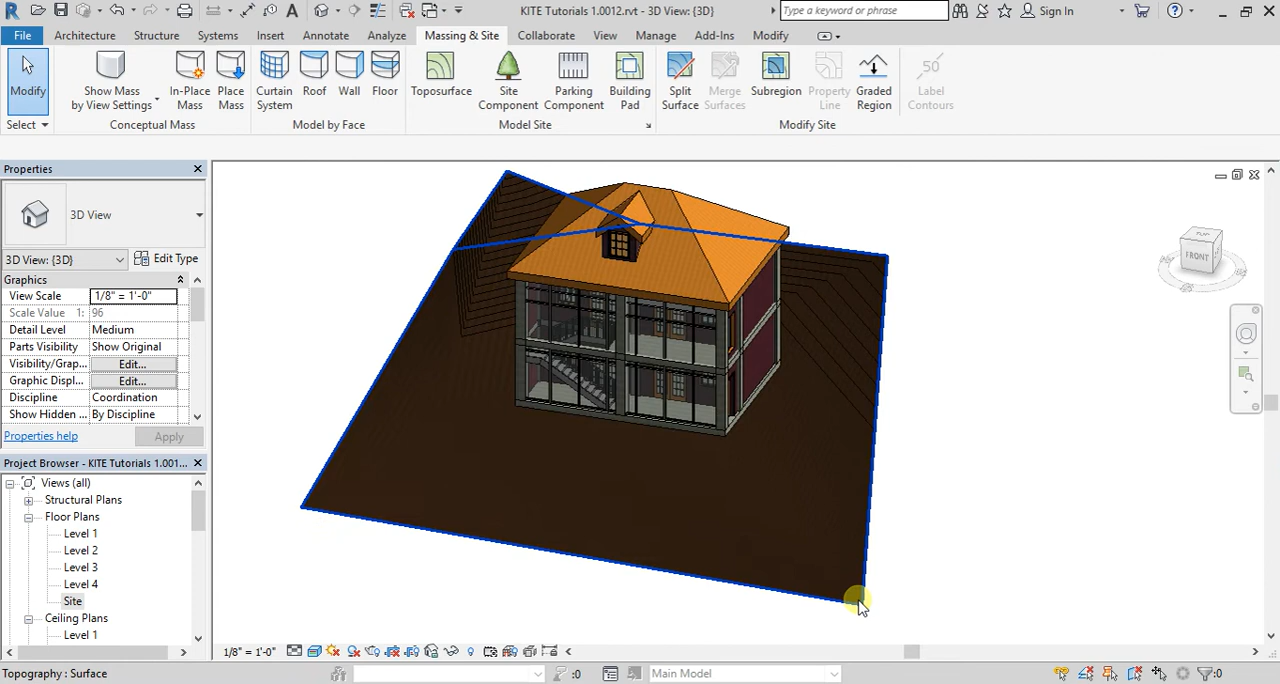 KITE Tutorials 1.0012.rvt - 3D View: {3D}
Type a keyword or phrase
Sign In
File Architecture Structure Systems Insert Annotate Analyze Massing & Site Collaborate View Manage Add-Ins Modify
Modify
Show Mass
by View Settings
In-Place
Mass
Place
Mass
Curtain
System
Roof
Wall
Floor
Toposurface
Site
Component
Parking
Component
Building
Pad
Split
Surface
Merge
Surfaces
Subregion
Property
Line
Graded
Region
50
Label
Contours
Select
Conceptual Mass
Model by Face
Model Site
Modify Site
Properties
3D View
3D View: {3D}
Edit Type
Graphics
View Scale 1/8" = 1'-0"
Scale Value 1: 96
Detail Level Medium
Parts Visibility Show Original
Visibility/Grap... Edit...
Graphic Displ... Edit...
Discipline Coordination
Show Hidden ... By Discipline
Properties help
Apply
Project Browser - KITE Tutorials 1.001...
Views (all)
Structural Plans
Floor Plans
Level 1
Level 2
Level 3
Level 4
Site
Ceiling Plans
Level 1
FRONT
1/8" = 1'-0"
Topography : Surface
:0
Main Model
:0